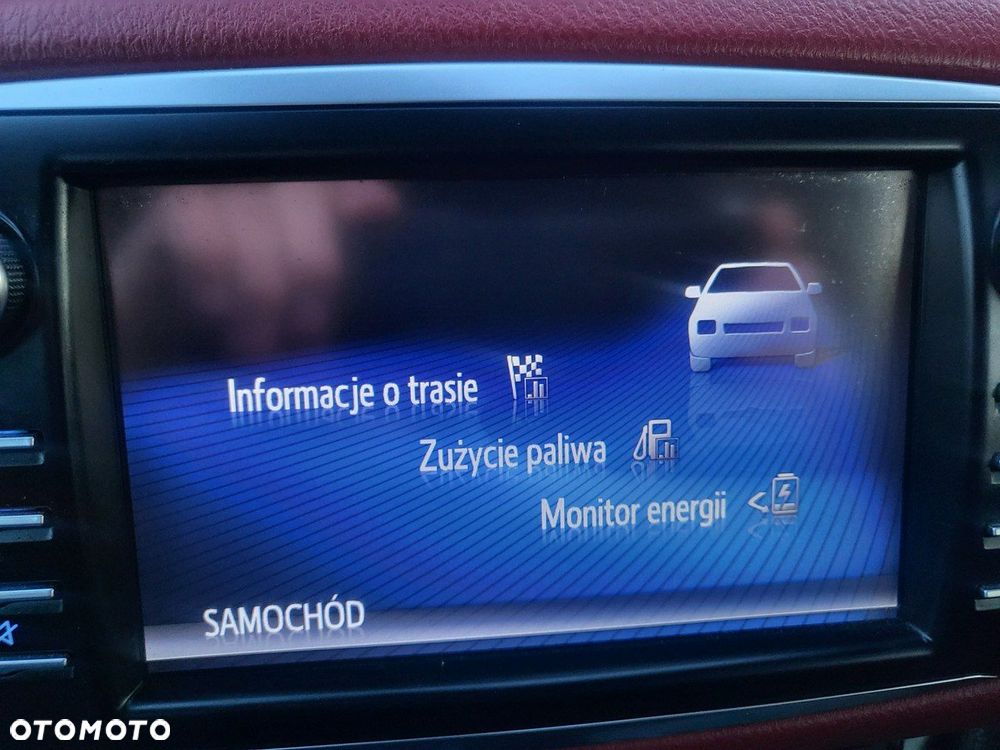 Informacje o trasie
Zużycie paliwa
Monitor energii
SAMOCHÓD
OTOMOTO